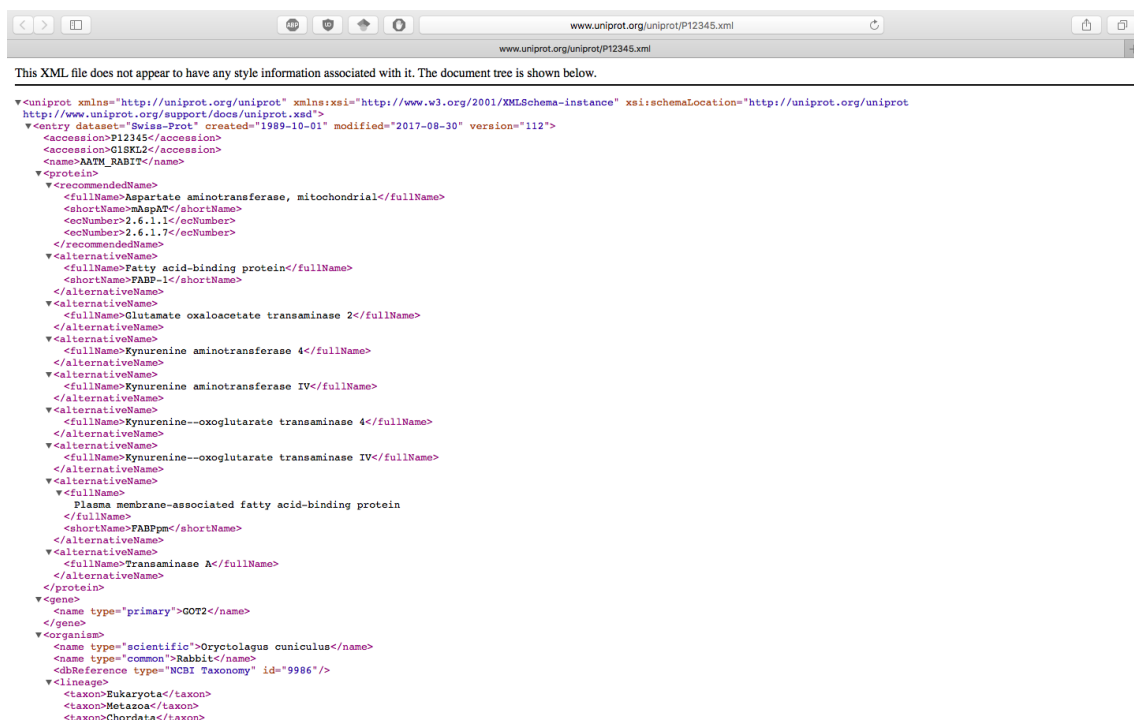 ABP
www.uniprot.org/uniprot/P12345.xml
www.uniprot.org/uniprot/P12345.xml
This XML file does not appear to have any style information associated with it. The document tree is shown below.
▼<uniprot xmlns="http://uniprot.org/uniprot" xmlns:xsi="http://www.w3.org/2001/XMLSchema-instance" xsi:schemaLocation="http://uniprot.org/uniprot
http://www.uniprot.org/support/docs/uniprot.xsd">
▼<entry dataset="Swiss-Prot" created="1989-10-01" modified="2017-08-30" version="112">
<accession>P12345</accession>
<accession>G1SKL2</accession>
<name>AATM_RABIT</name>
▼<protein>
▼<recommendedName>
<fullName>Aspartate aminotransferase, mitochondrial</fullName>
<shortName>mAspAT</shortName>
<ecNumber>2.6.1.1</ecNumber>
<ecNumber>2.6.1.7</ecNumber>
</recommendedName>
▼<alternativeName>
<fullName>Fatty acid-binding protein</fullName>
<shortName>FABP-1</shortName>
</alternativeName>
▼<alternativeName>
<fullName>Glutamate oxaloacetate transaminase 2</fullName>
</alternativeName>
▼<alternativeName>
<fullName>Kynurenine aminotransferase 4</fullName>
</alternativeName>
▼<alternativeName>
<fullName>Kynurenine aminotransferase IV</fullName>
</alternativeName>
▼<alternativeName>
<fullName>Kynurenine--oxoglutarate transaminase 4</fullName>
</alternativeName>
▼<alternativeName>
<fullName>Kynurenine--oxoglutarate transaminase IV</fullName>
</alternativeName>
▼<alternativeName>
▼<fullName>
Plasma membrane-associated fatty acid-binding protein
</fullName>
<shortName>FABPpm</shortName>
</alternativeName>
▼<alternativeName>
<fullName>Transaminase A</fullName>
</alternativeName>
</protein>
▼<gene>
<name type="primary">GOT2</name>
</gene>
▼<organism>
<name type="scientific">Oryctolagus cuniculus</name>
<name type="common">Rabbit</name>
<dbReference type="NCBI Taxonomy" id="9986"/>
▼<lineage>
<taxon>Eukaryota</taxon>
<taxon>Metazoa</taxon>
<taxon>Chordata</taxon>